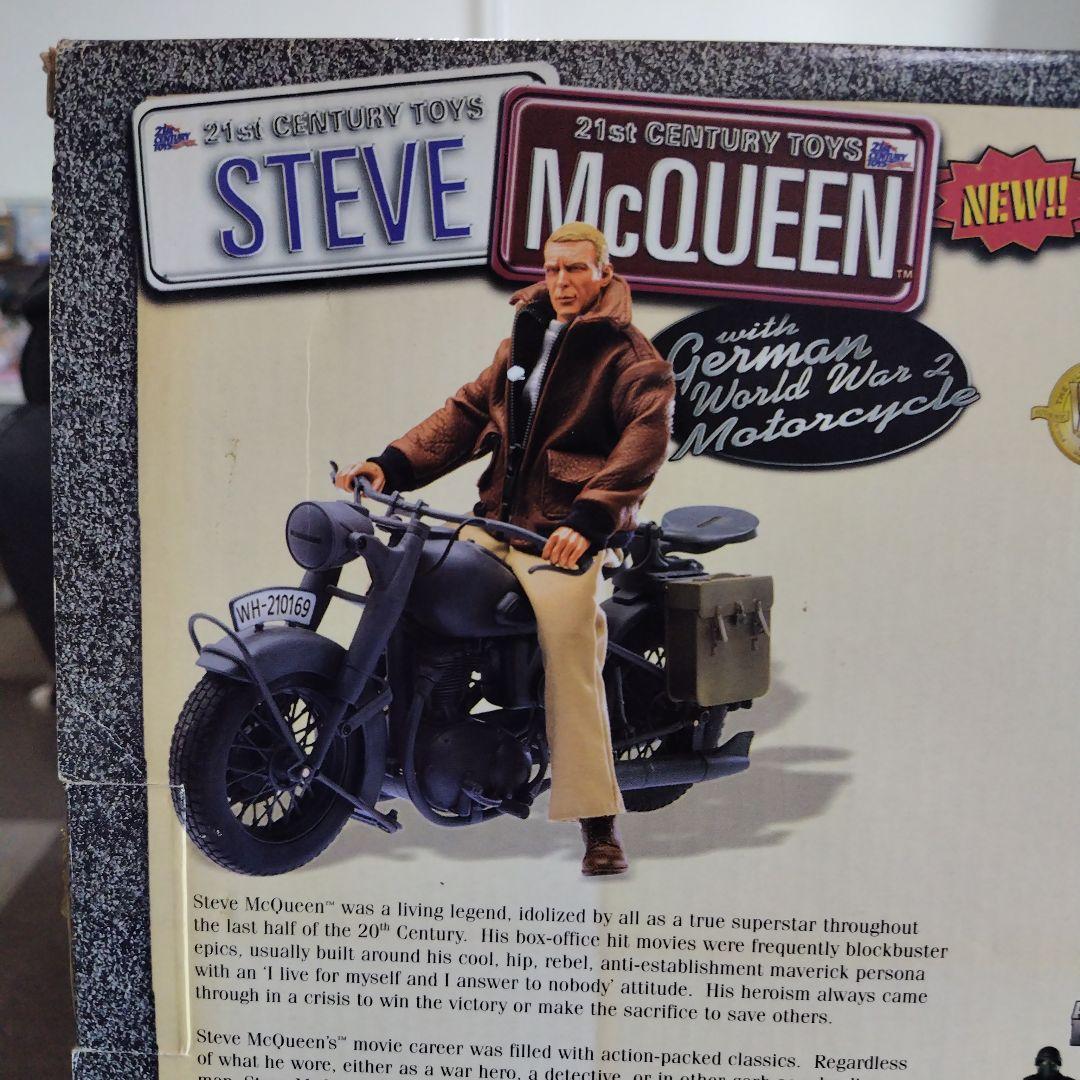 21st CENTURY TOYS
STEVE
21st CENTURY TOYS
McQUEEN™
NEW!!
with
German
World War 2
Motorcycle
WH-210169
Steve McQueen™ was a living legend, idolized by all as a true superstar throughout
the last half of the 20th Century. His box-office hit movies were frequently blockbuster
epics, usually built around his cool, hip, rebel, anti-establishment maverick persona
with an 'I live for myself and I answer to nobody' attitude. His heroism always came
through in a crisis to win the victory or make the sacrifice to save others.
Steve McQueen's™ movie career was filled with action-packed classics. Regardless
of what he wore, either as a war hero, a detective, or in other garb